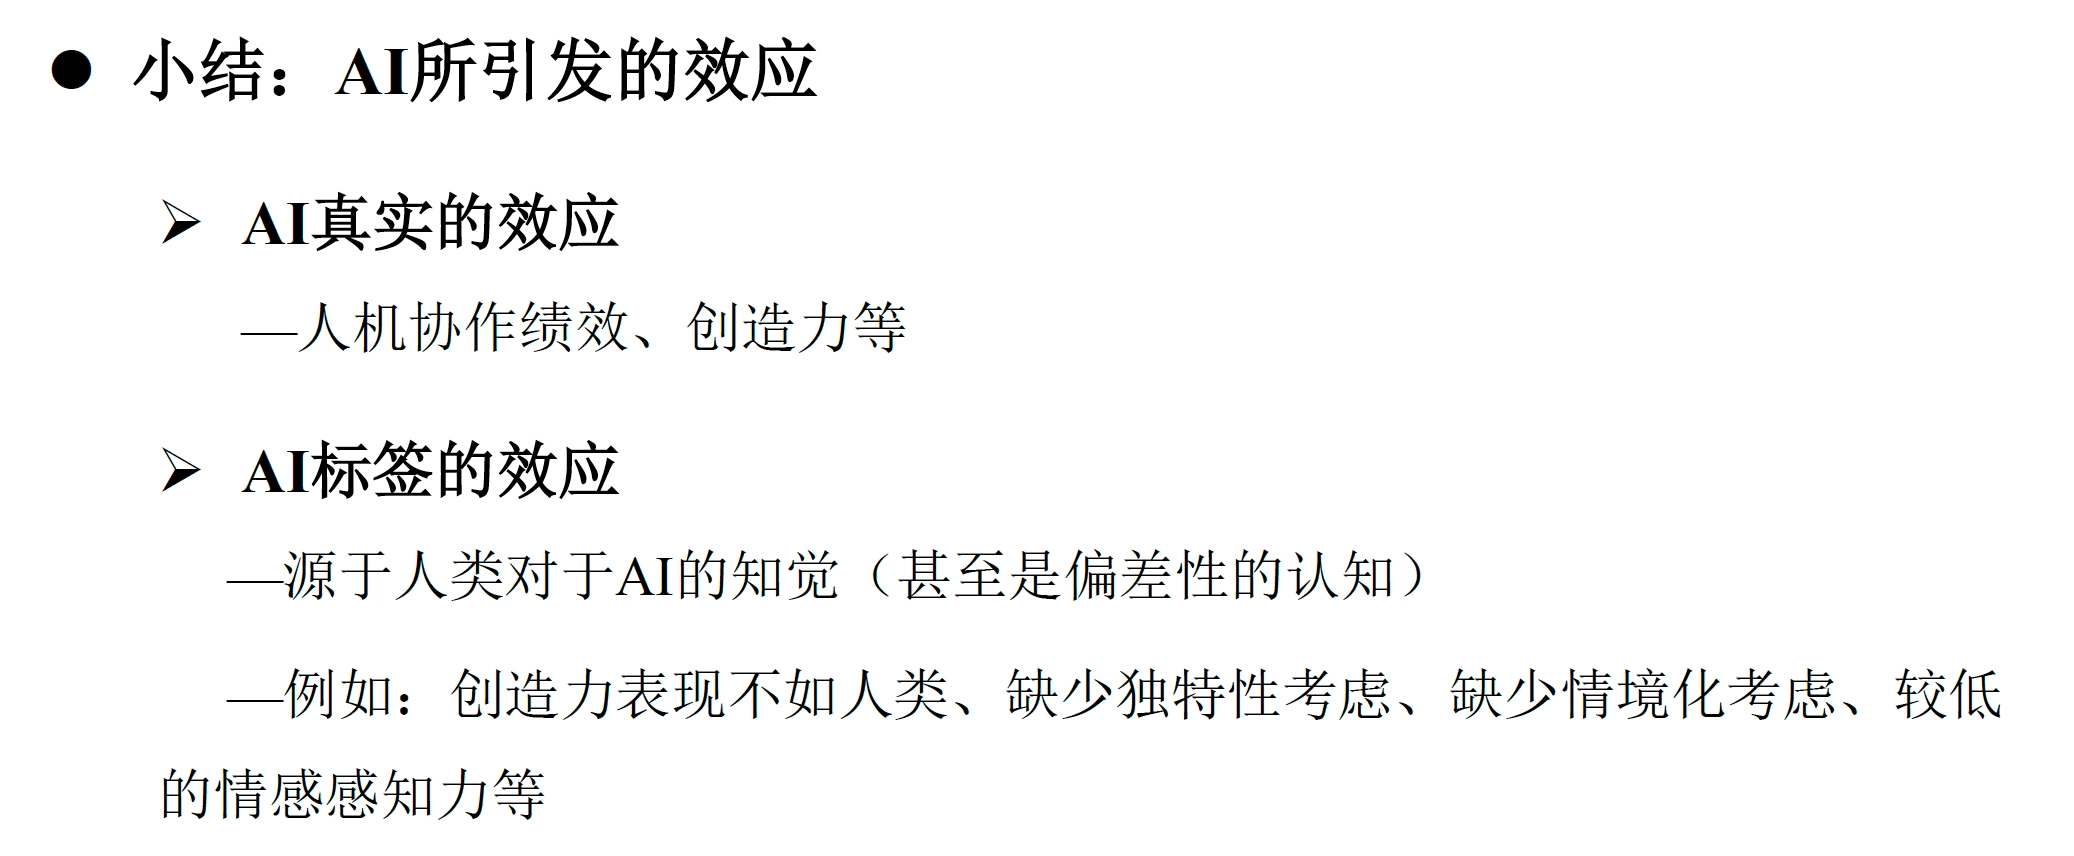 ● 小结：AI所引发的效应
➢ AI真实的效应
—人机协作绩效、创造力等
➢ AI标签的效应
—源于人类对于AI的知觉（甚至是偏差性的认知）
—例如：创造力表现不如人类、缺少独特性考虑、缺少情境化考虑、较低
的情感感知力等